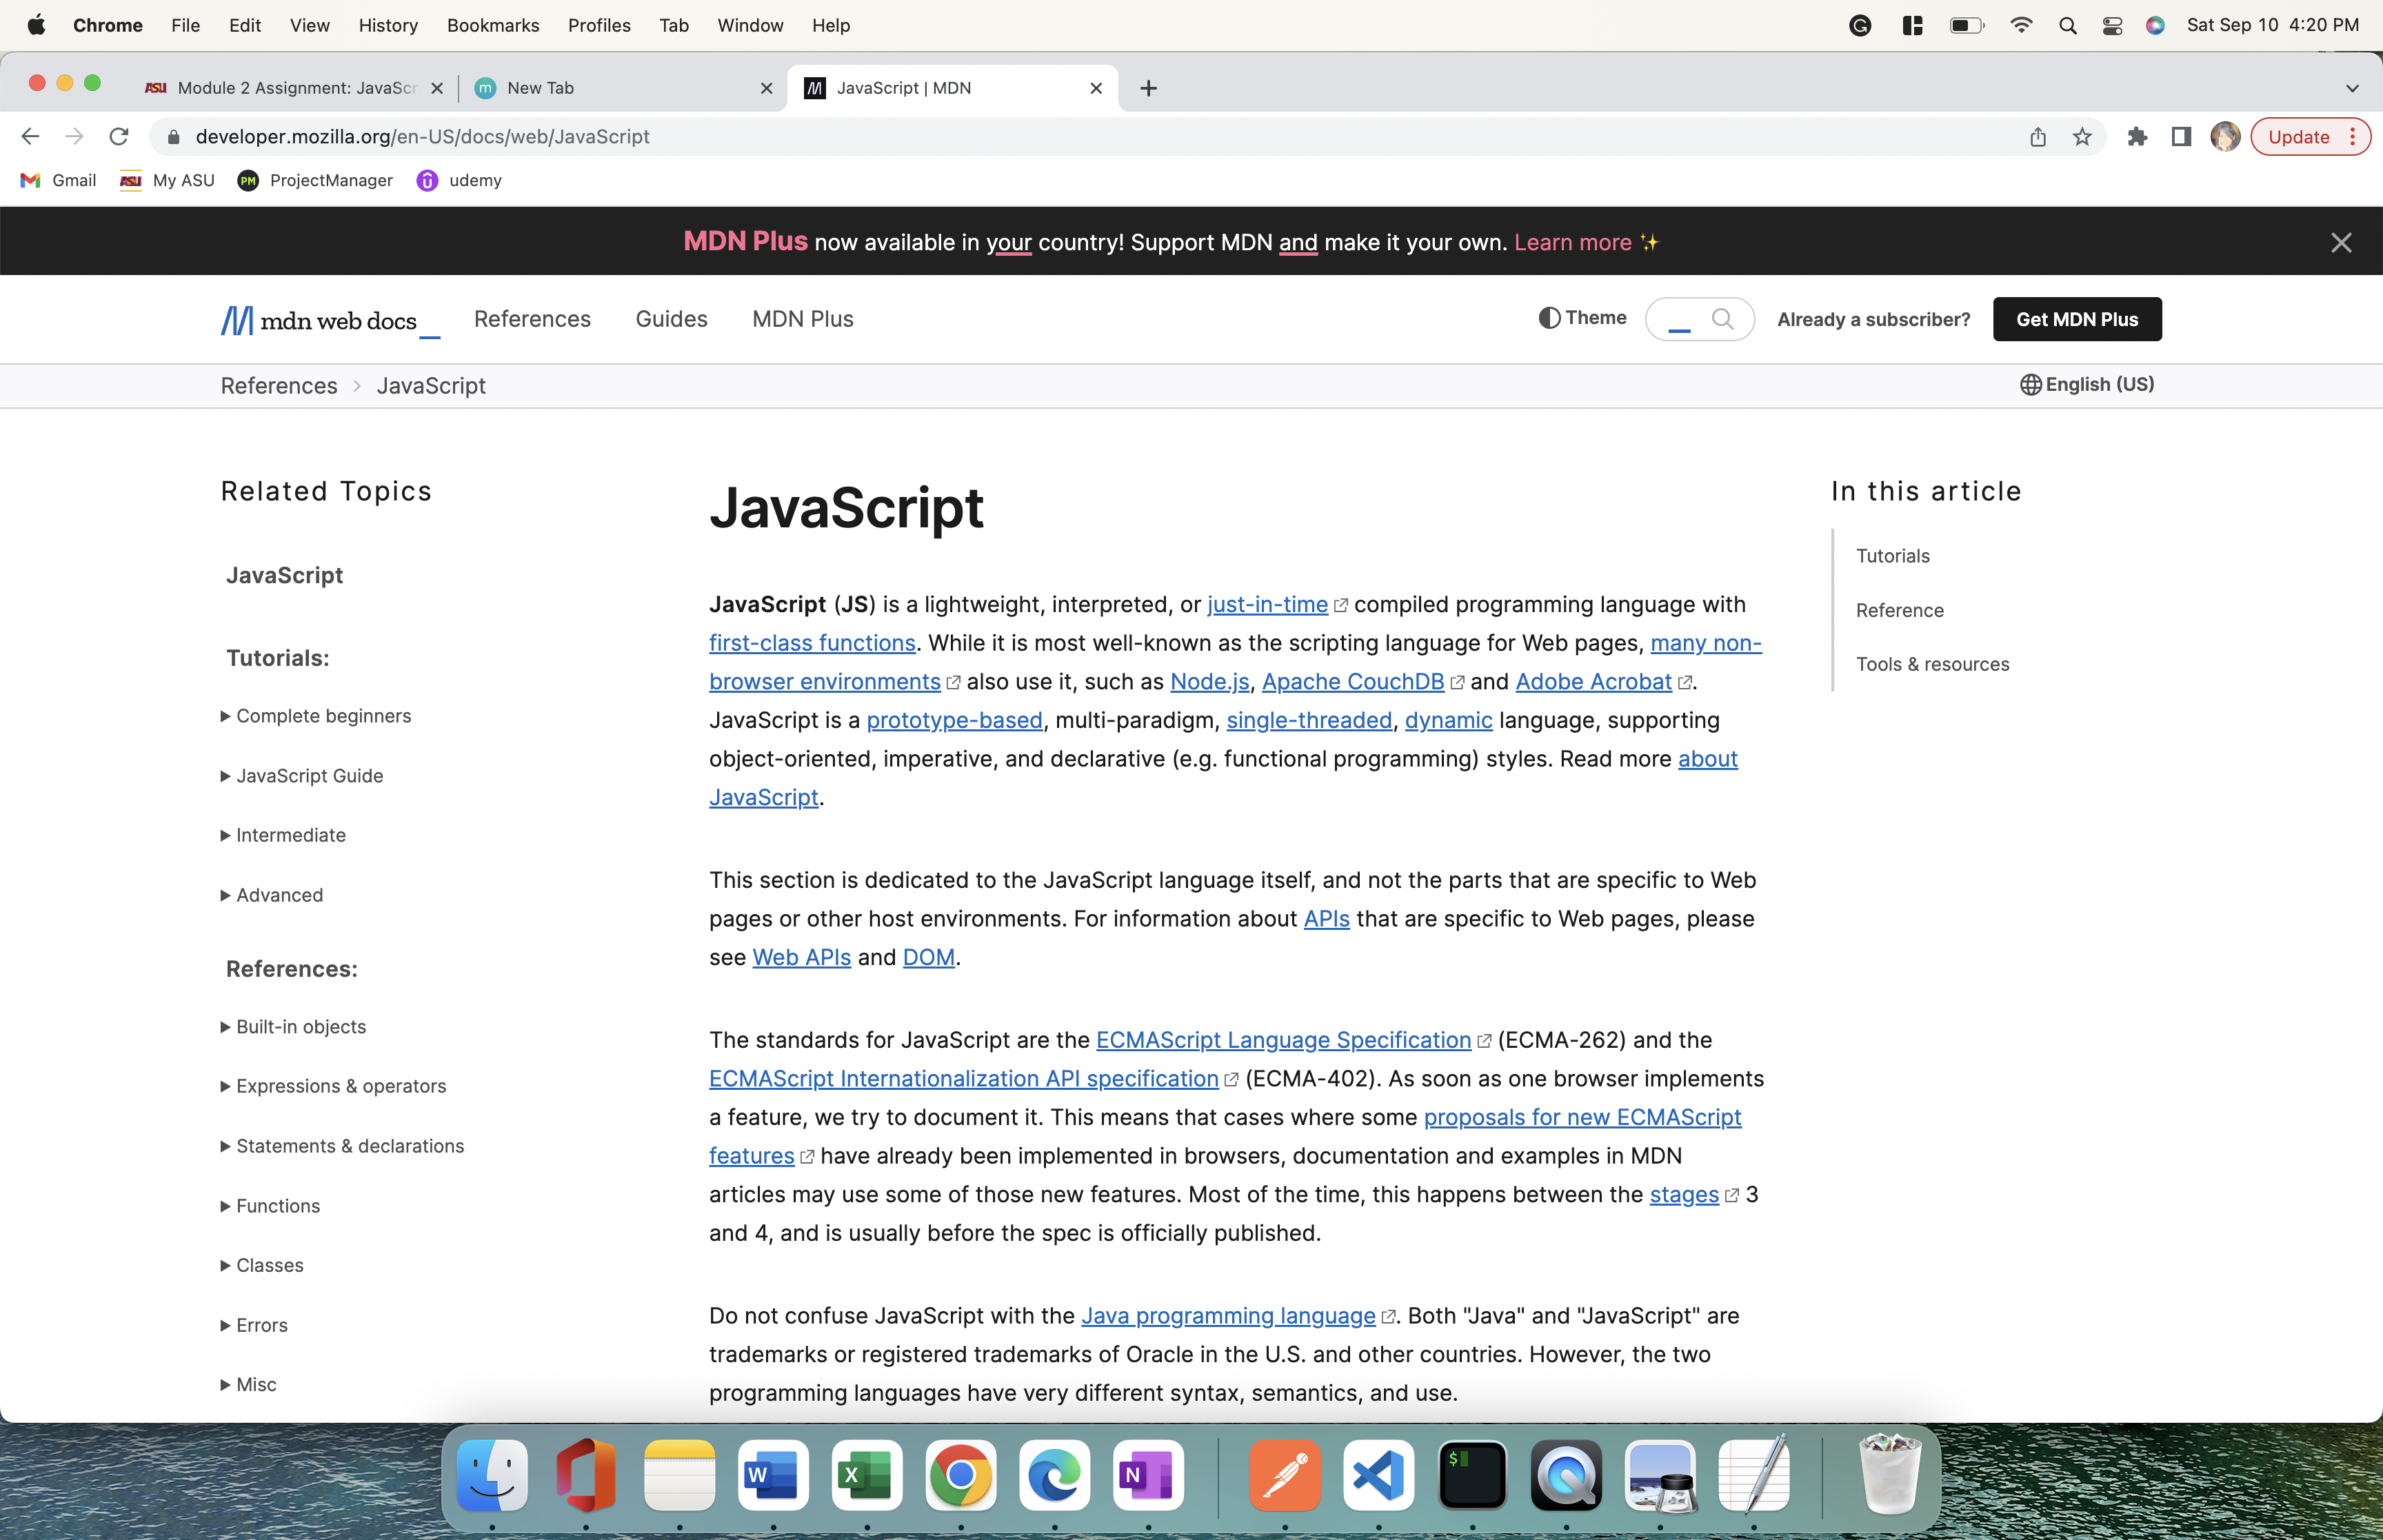 Chrome File Edit View History Bookmarks Profiles Tab Window Help Sat Sep 10 4:20 PM
ASU Module 2 Assignment: JavaScr
m New Tab
JavaScript | MDN
developer.mozilla.org/en-US/docs/web/JavaScript
Update
Gmail
ASU My ASU
PM ProjectManager
udemy
MDN Plus now available in your country! Support MDN and make it your own. Learn more ✨
mdn web docs_ References Guides MDN Plus Theme Already a subscriber? Get MDN Plus
References > JavaScript English (US)
Related Topics
JavaScript
Tutorials:
Complete beginners
JavaScript Guide
Intermediate
Advanced
References:
Built-in objects
Expressions & operators
Statements & declarations
Functions
Classes
Errors
Misc
JavaScript
JavaScript (JS) is a lightweight, interpreted, or just-in-time compiled programming language with
first-class functions. While it is most well-known as the scripting language for Web pages, many non-
browser environments also use it, such as Node.js, Apache CouchDB and Adobe Acrobat.
JavaScript is a prototype-based, multi-paradigm, single-threaded, dynamic language, supporting
object-oriented, imperative, and declarative (e.g. functional programming) styles. Read more about
JavaScript.
This section is dedicated to the JavaScript language itself, and not the parts that are specific to Web
pages or other host environments. For information about APIs that are specific to Web pages, please
see Web APIs and DOM.
The standards for JavaScript are the ECMAScript Language Specification (ECMA-262) and the
ECMAScript Internationalization API specification (ECMA-402). As soon as one browser implements
a feature, we try to document it. This means that cases where some proposals for new ECMAScript
features have already been implemented in browsers, documentation and examples in MDN
articles may use some of those new features. Most of the time, this happens between the stages 3
and 4, and is usually before the spec is officially published.
Do not confuse JavaScript with the Java programming language. Both "Java" and "JavaScript" are
trademarks or registered trademarks of Oracle in the U.S. and other countries. However, the two
programming languages have very different syntax, semantics, and use.
In this article
Tutorials
Reference
Tools & resources
W
X
N
$